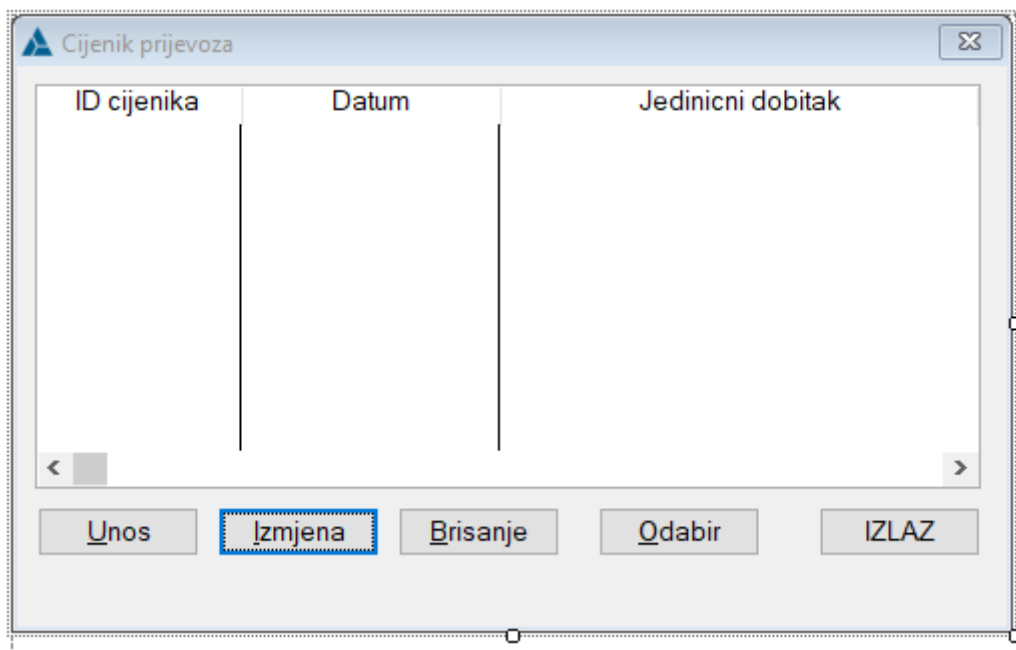 Cijenik prijevoza
ID cijenika Datum Jedinicni dobitak
Unos Izmjena Brisanje Odabir IZLAZ